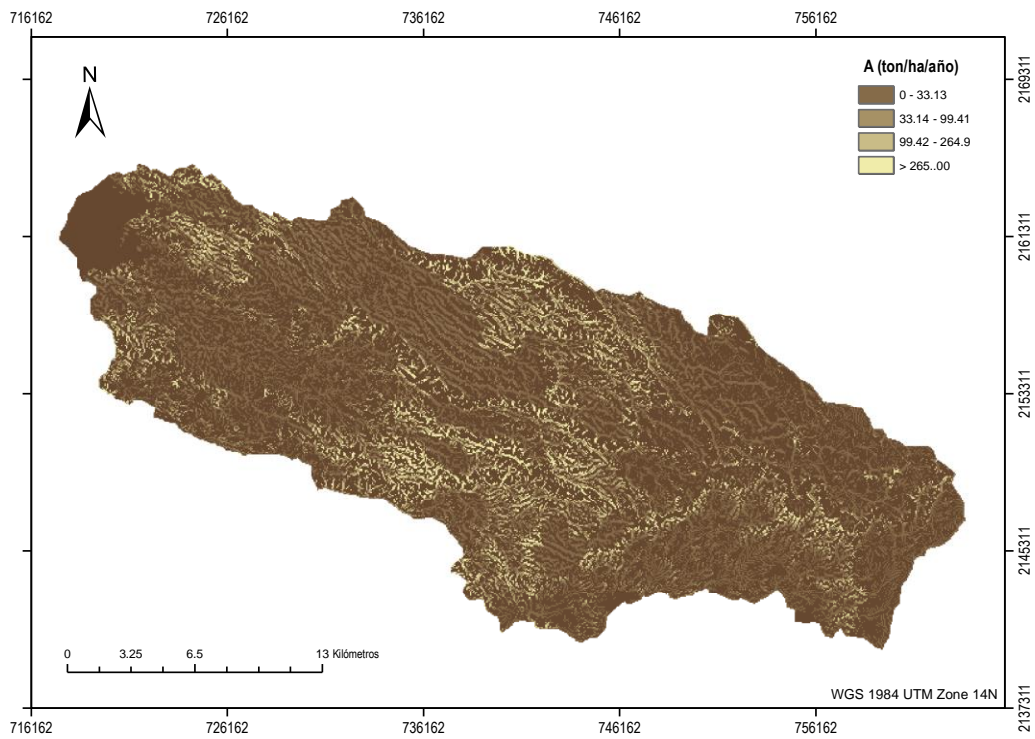 716162 726162 736162 746162 756162
N
A (ton/ha/año)
0 - 33.13
33.14 - 99.41
99.42 - 264.9
> 265..00
2169311
2161311
2153311
2145311
2137311
0 3.25 6.5 13 Kilómetros
WGS 1984 UTM Zone 14N
716162 726162 736162 746162 756162